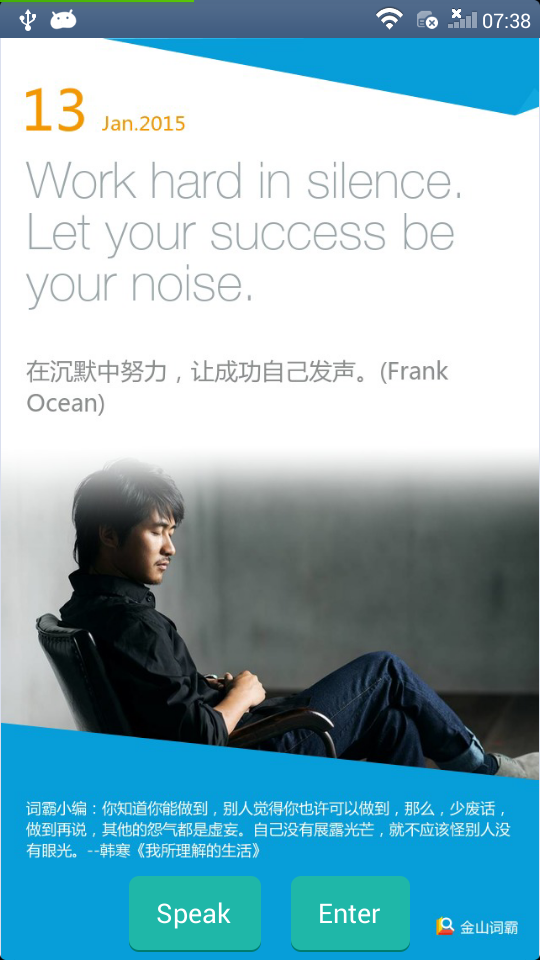 07:38
13 Jan.2015
Work hard in silence.
Let your success be
your noise.
在沉默中努力，让成功自己发声。(Frank
Ocean)
词霸小编：你知道你能做到，别人觉得你也许可以做到，那么，少废话，
做到再说，其他的怨气都是虚妄。自己没有展露光芒，就不应该怪别人没
有眼光。--韩寒《我所理解的生活》
Speak
Enter
金山词霸